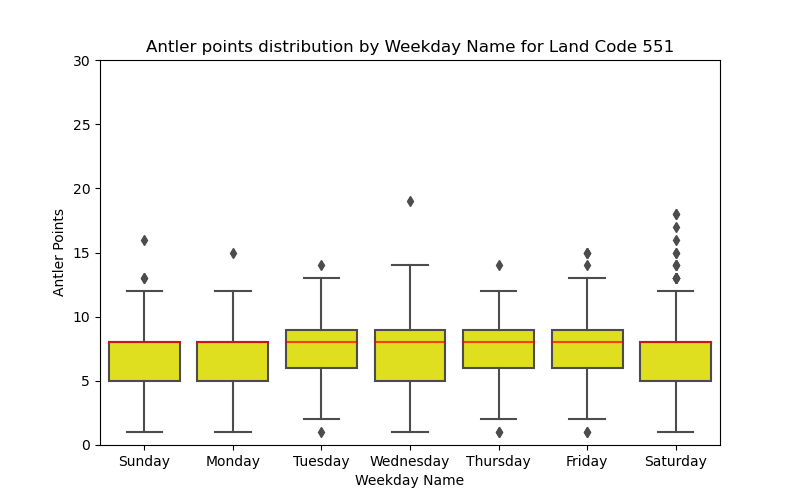 Antler points distribution by Weekday Name for Land Code 551
30
25
20
15
10
5
0
Antler Points
Sunday Monday Tuesday Wednesday Thursday Friday Saturday
Weekday Name